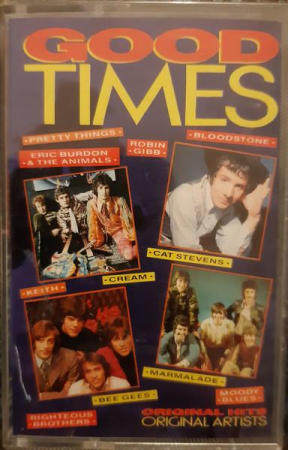 GOOD
TIMES
•PRETTY THINGS•
•BLOODSTONE•
•ERIC BURDON
& THE ANIMALS•
ROBIN
•GIBB•
•CAT STEVENS•
•KEITH•
•CREAM•
•MARMALADE•
•BEE GEES•
MOODY
•BLUES•
RIGHTEOUS
•BROTHERS•
ORIGINAL HITS
ORIGINAL ARTISTS